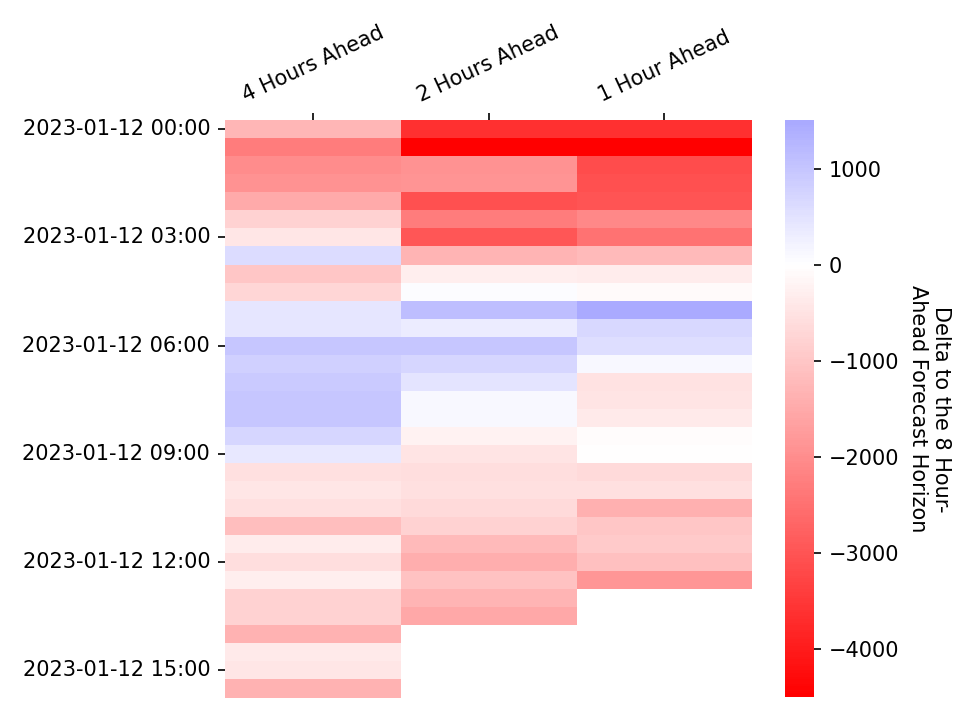 4 Hours Ahead
2 Hours Ahead
1 Hour Ahead
2023-01-12 00:00
2023-01-12 03:00
2023-01-12 06:00
2023-01-12 09:00
2023-01-12 12:00
2023-01-12 15:00
1000
0
−1000
−2000
−3000
−4000
Delta to the 8 Hour-
Ahead Forecast Horizon